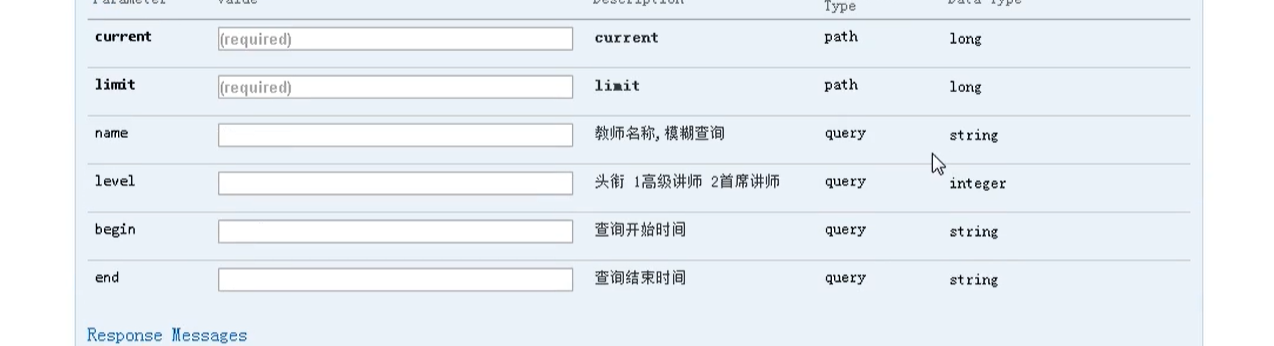 Parameter Value Description Type Data Type
current (required) current path long
limit (required) limit path long
name 教师名称,模糊查询 query string
level 头衔 1高级讲师 2首席讲师 query integer
begin 查询开始时间 query string
end 查询结束时间 query string
Response Messages